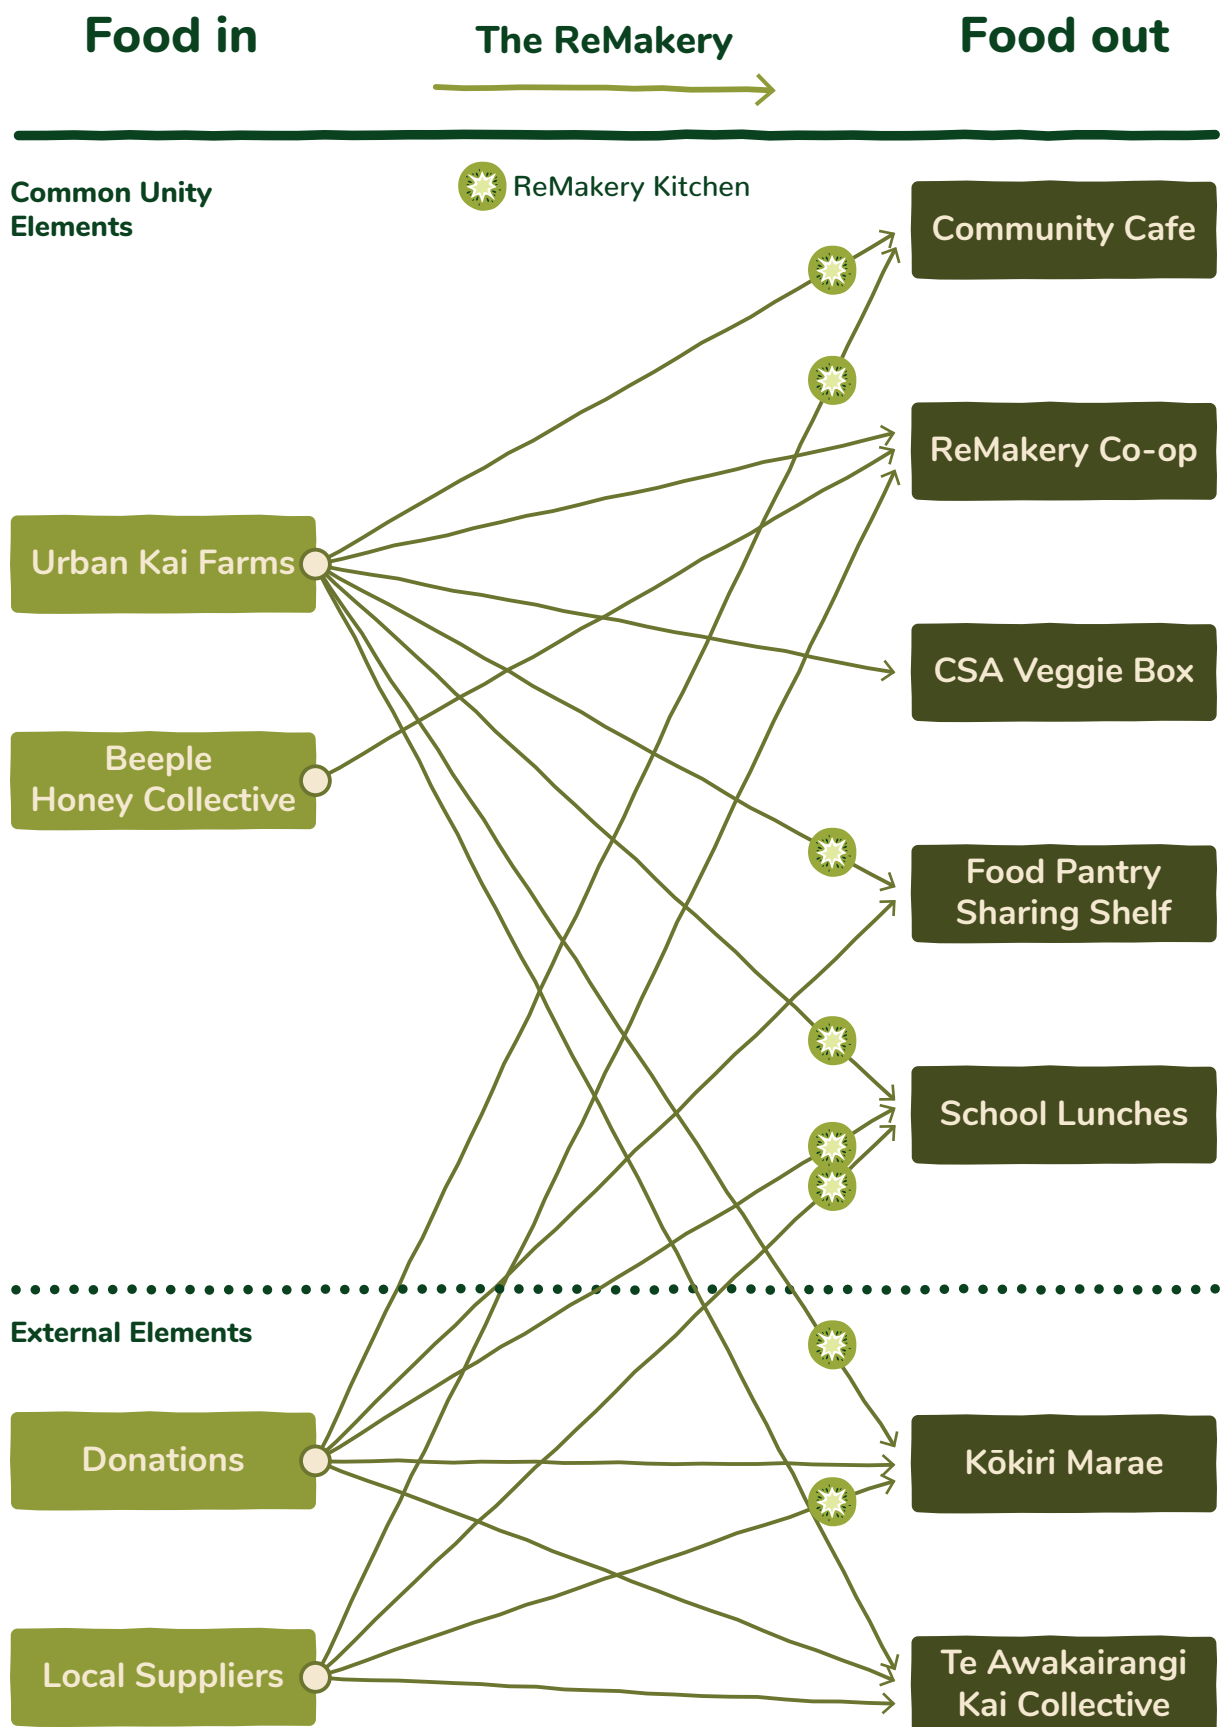 Food in
The ReMakery
Food out
Common Unity
Elements
ReMakery Kitchen
Community Cafe
ReMakery Co-op
Urban Kai Farms
CSA Veggie Box
Beeple
Honey Collective
Food Pantry
Sharing Shelf
School Lunches
External Elements
Donations
Kōkiri Marae
Local Suppliers
Te Awakairangi
Kai Collective